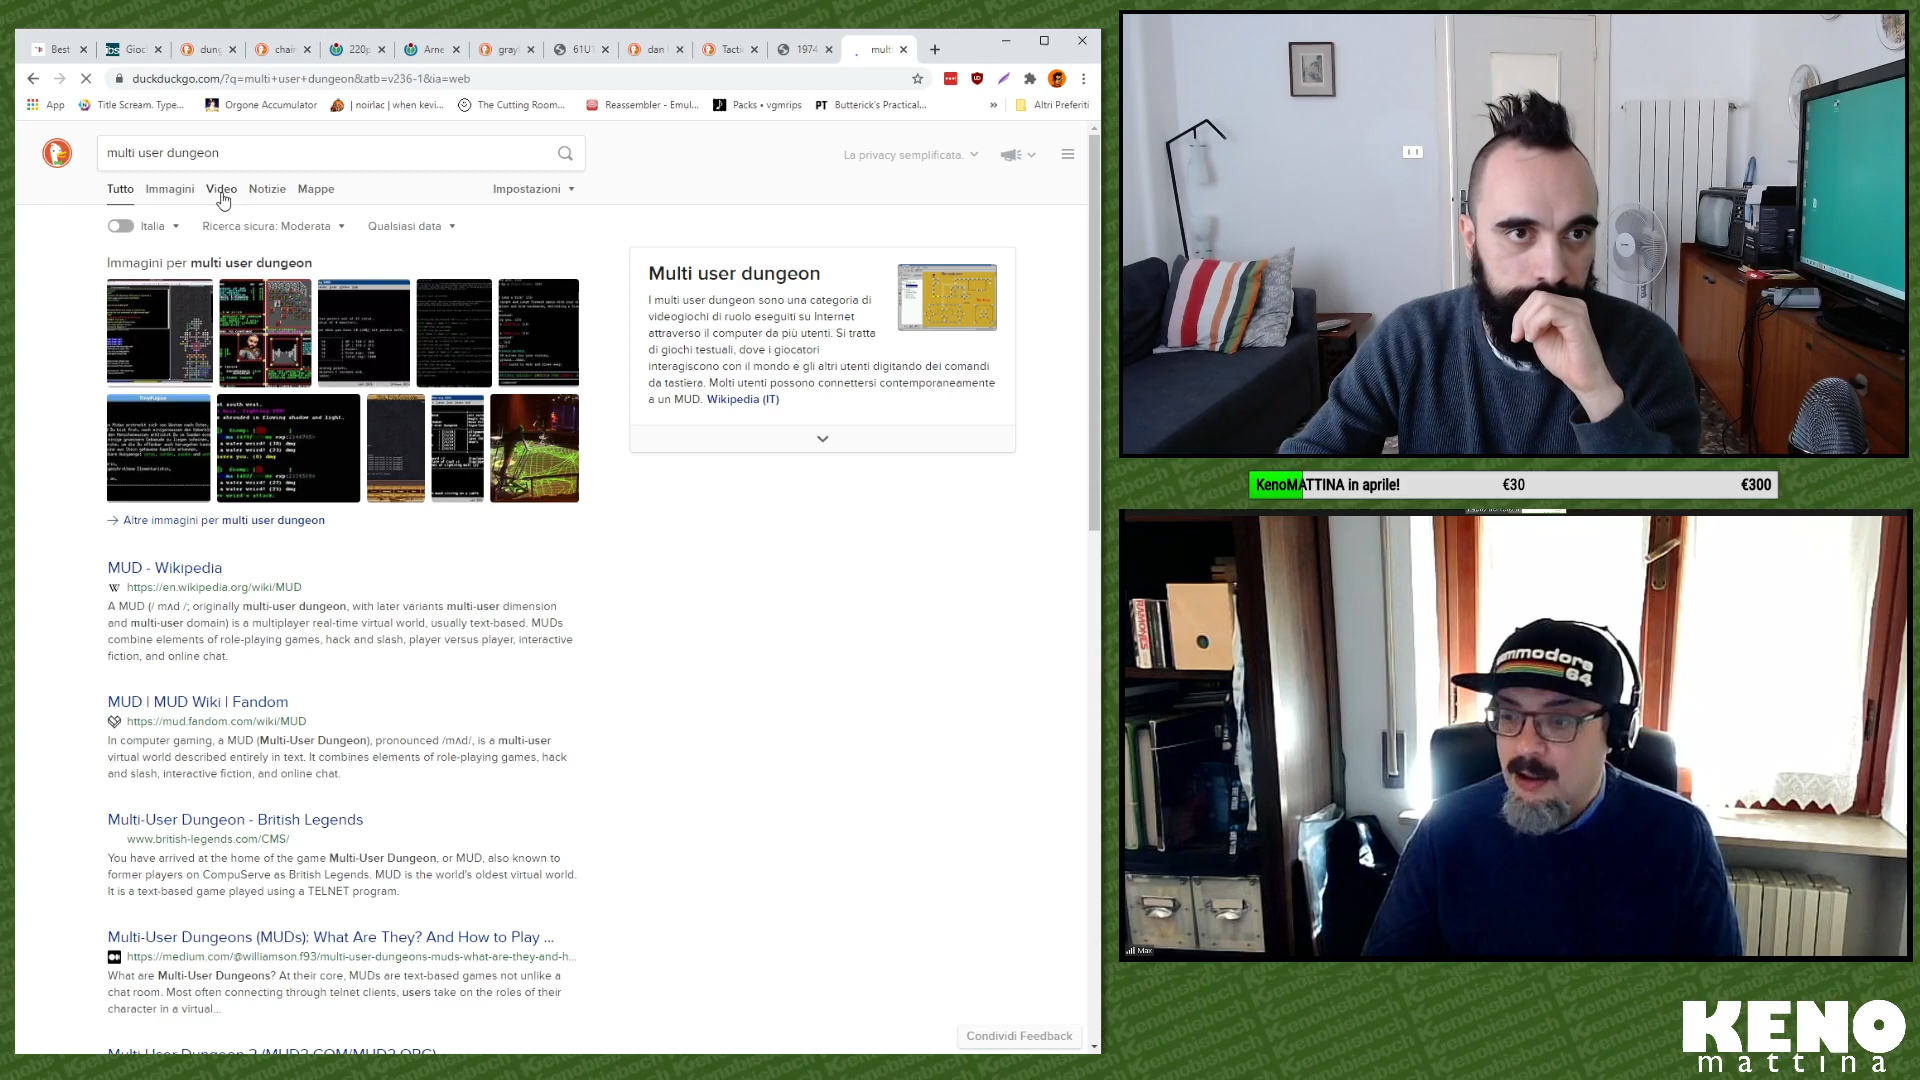 Best
Gioc
dung
chai
220p
Arne
gray
61U
dan
Tacti
1974
multi
duckduckgo.com/?q=multi+user+dungeon&atb=v236-1&ia=web
App
Title Scream. Type...
Orgone Accumulator
| noirlac | when kevi...
The Cutting Room...
Reassembler - Emul...
Packs • vgmrips
PT Butterick's Practical...
»
Altri Preferiti
multi user dungeon
La privacy semplificata.
Tutto Immagini Video Notizie Mappe
Impostazioni
Italia
Ricerca sicura: Moderata
Qualsiasi data
Immagini per multi user dungeon
→ Altre immagini per multi user dungeon
MUD - Wikipedia
W https://en.wikipedia.org/wiki/MUD
A MUD (/ mʌd /; originally multi-user dungeon, with later variants multi-user dimension
and multi-user domain) is a multiplayer real-time virtual world, usually text-based. MUDs
combine elements of role-playing games, hack and slash, player versus player, interactive
fiction, and online chat.
MUD | MUD Wiki | Fandom
https://mud.fandom.com/wiki/MUD
In computer gaming, a MUD (Multi-User Dungeon), pronounced /mʌd/, is a multi-user
virtual world described entirely in text. It combines elements of role-playing games, hack
and slash, interactive fiction, and online chat.
Multi-User Dungeon - British Legends
www.british-legends.com/CMS/
You have arrived at the home of the game Multi-User Dungeon, or MUD, also known to
former players on CompuServe as British Legends. MUD is the world's oldest virtual world.
It is a text-based game played using a TELNET program.
Multi-User Dungeons (MUDs): What Are They? And How to Play ...
https://medium.com/@williamson.f93/multi-user-dungeons-muds-what-are-they-and-h...
What are Multi-User Dungeons? At their core, MUDs are text-based games not unlike a
chat room. Most often connecting through telnet clients, users take on the roles of their
character in a virtual...
Multi-User Dungeon 2 (MUD2.COM/MUD2.ORG)
Multi user dungeon
I multi user dungeon sono una categoria di
videogiochi di ruolo eseguiti su Internet
attraverso il computer da più utenti. Si tratta
di giochi testuali, dove i giocatori
interagiscono con il mondo e gli altri utenti digitando dei comandi
da tastiera. Molti utenti possono connettersi contemporaneamente
a un MUD. Wikipedia (IT)
Condividi Feedback
KenoMATTINA in aprile! €30 €300
RAMONES
commodore
64
Max
KENO
mattina